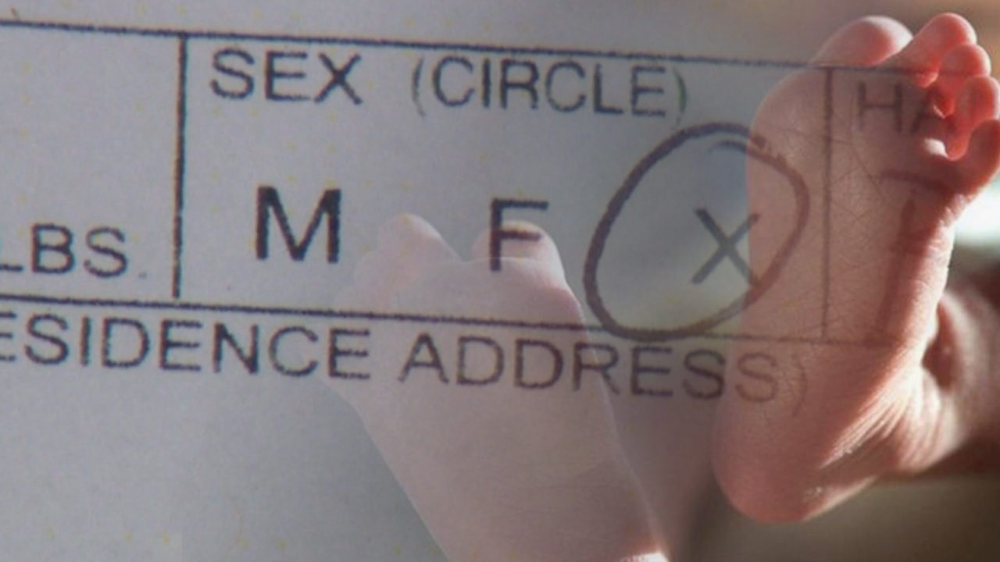 SEX (CIRCLE)
LBS. M F X
ESIDENCE ADDRESS)